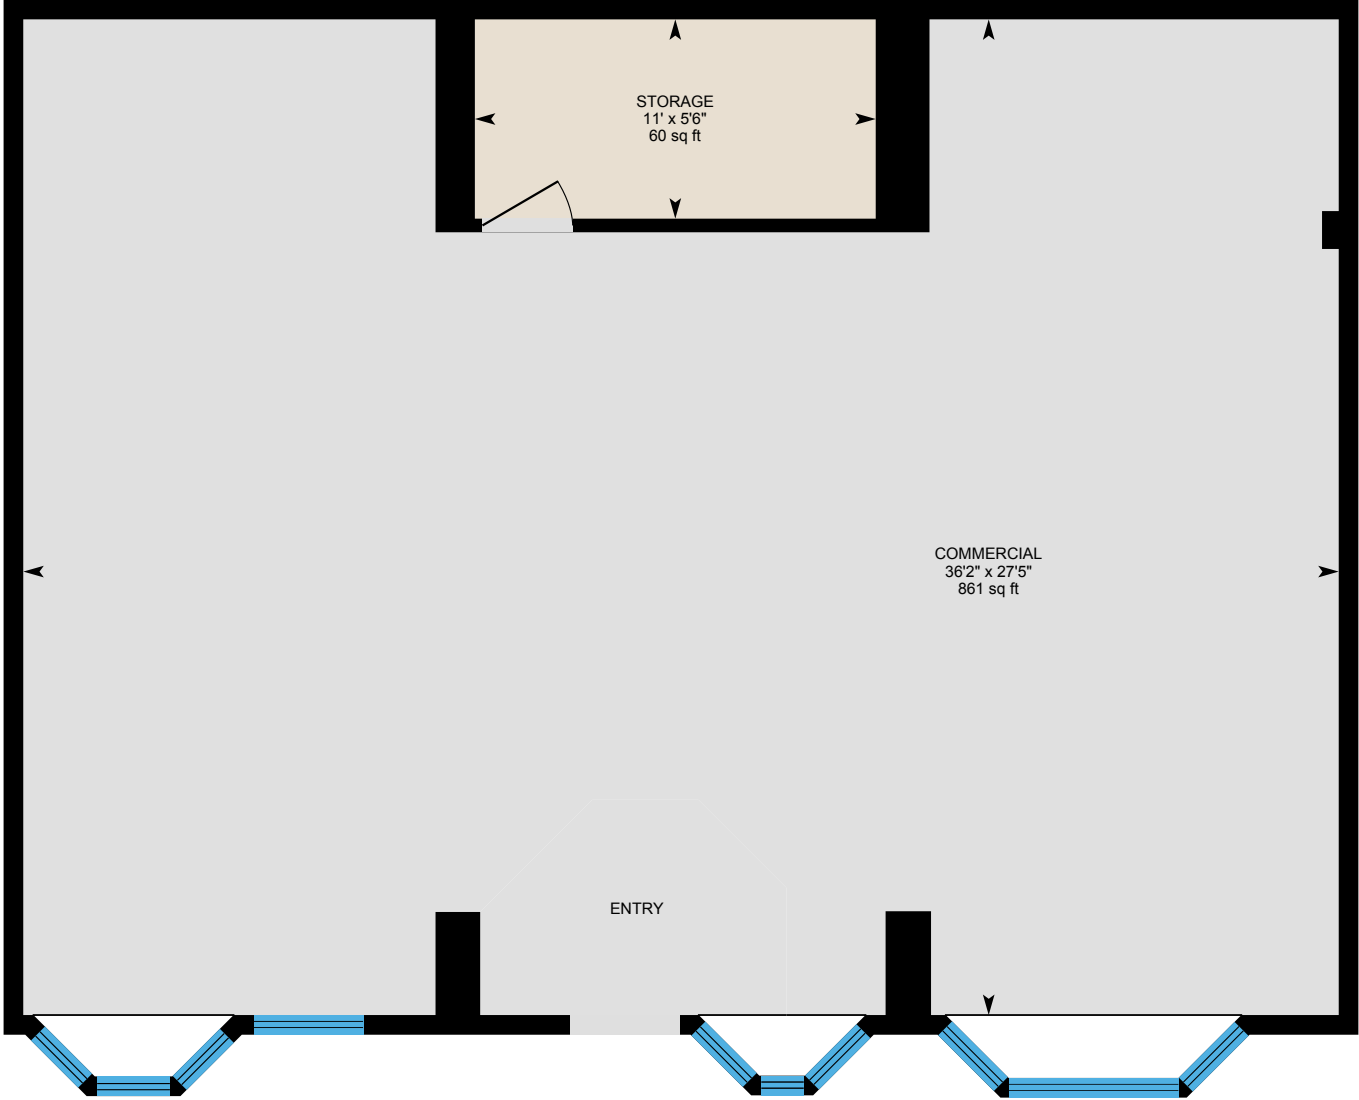 STORAGE
11' x 5'6"
60 sq ft
COMMERCIAL
36'2" x 27'5"
861 sq ft
ENTRY